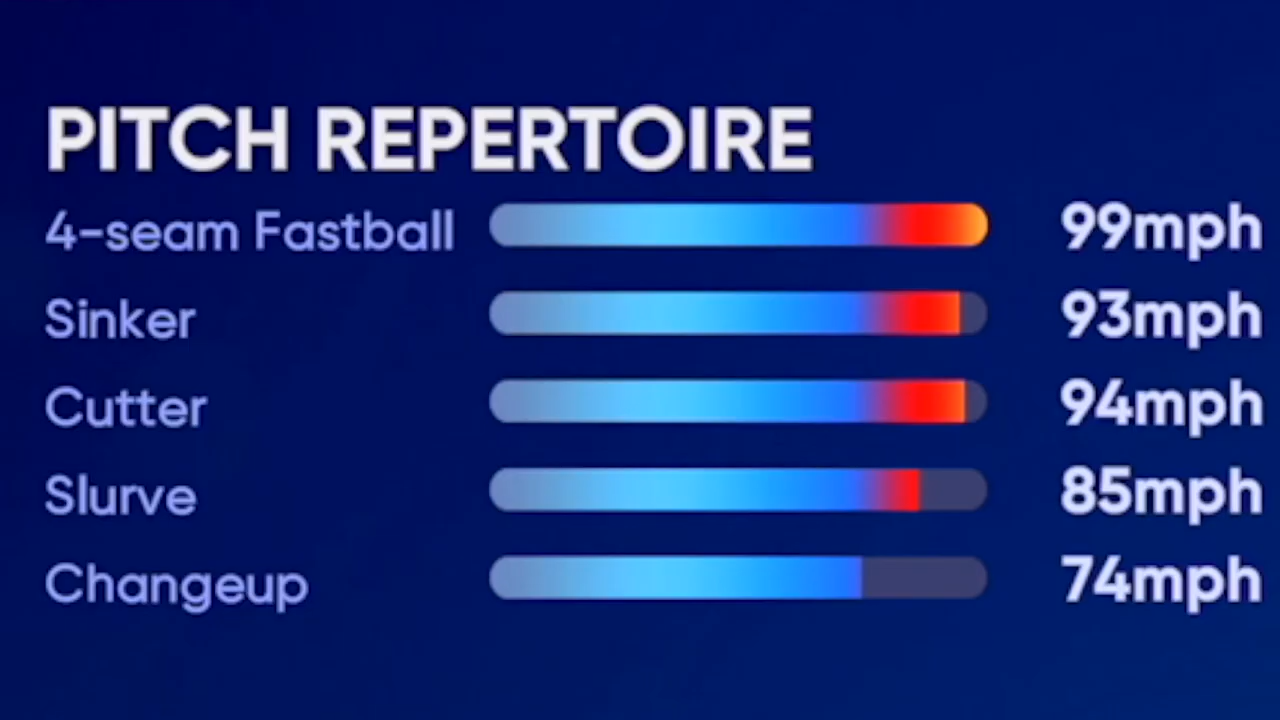 PITCH REPERTOIRE
4-seam Fastball 99mph
Sinker 93mph
Cutter 94mph
Slurve 85mph
Changeup 74mph